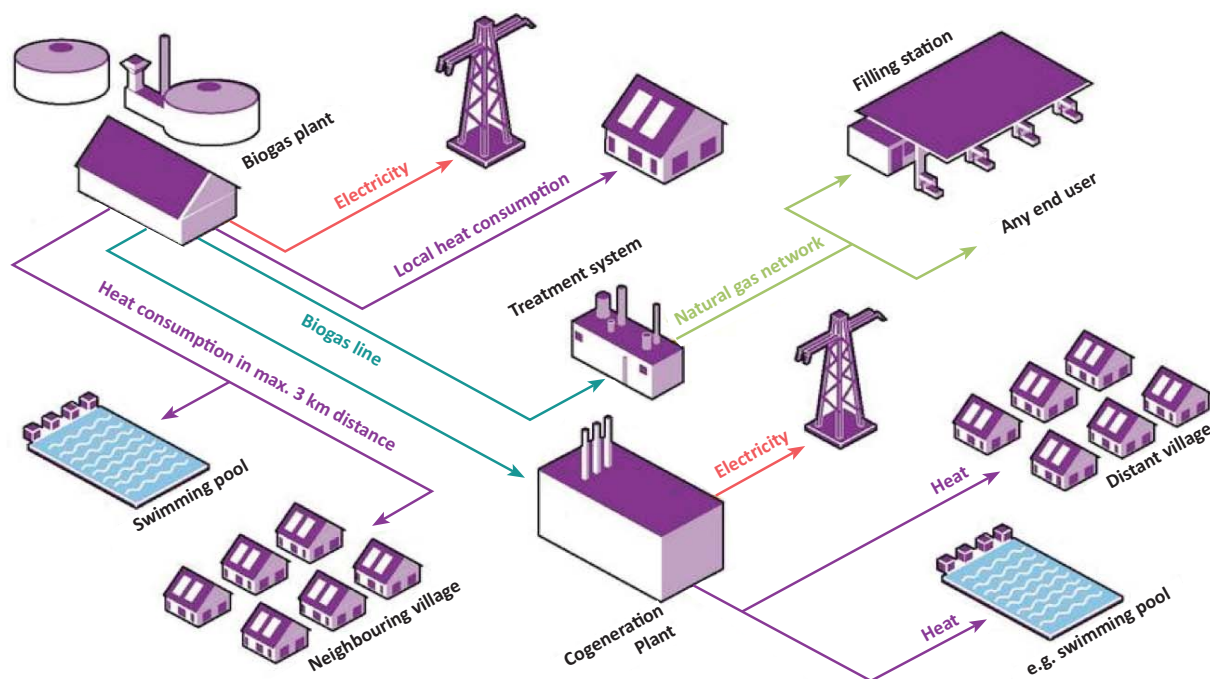 Biogas plant
Electricity
Local heat consumption
Filling station
Any end user
Treatment system
Natural gas network
Heat consumption in max. 3 km distance
Biogas line
Swimming pool
Neighbouring village
Cogeneration
Plant
Electricity
Heat
Distant village
Heat
e.g. swimming pool